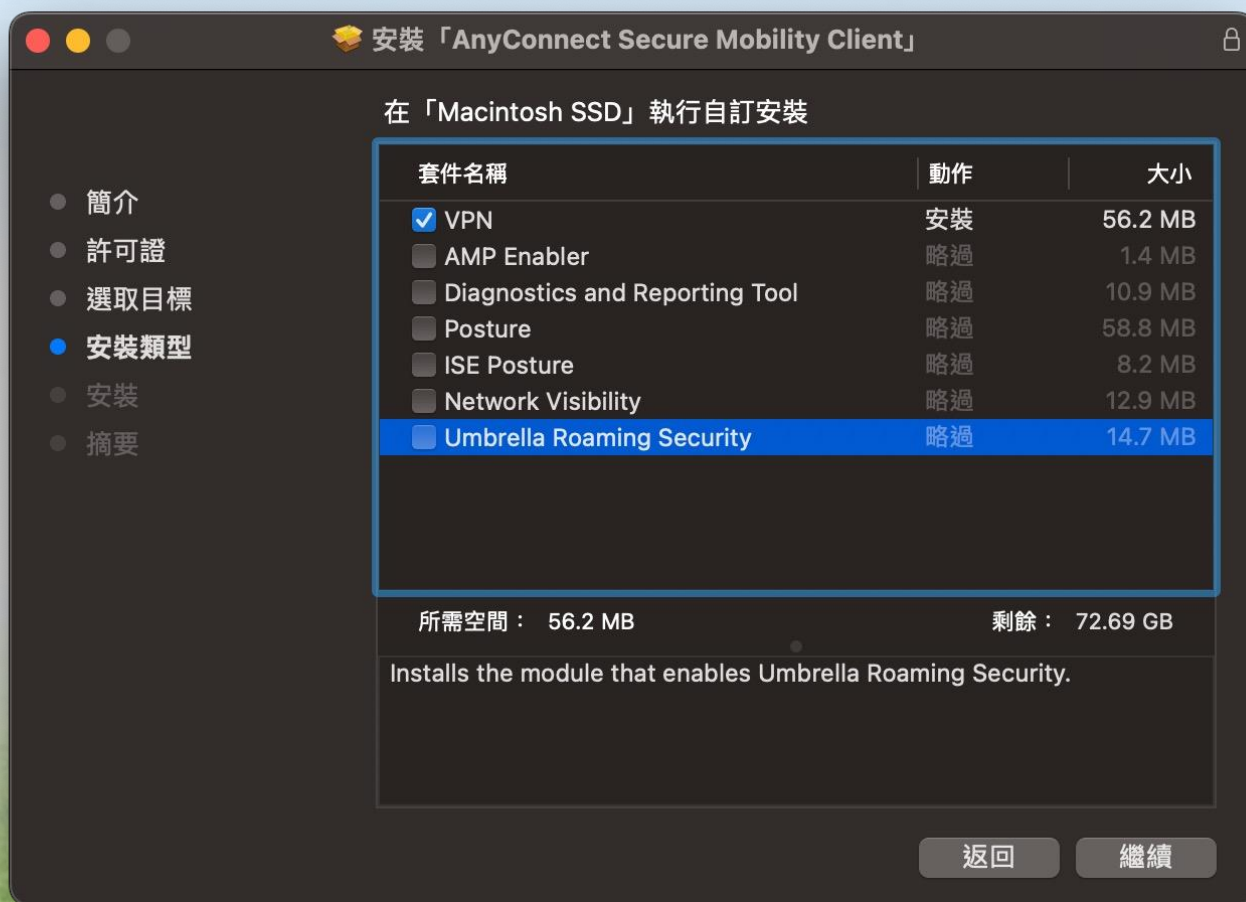 安裝「AnyConnect Secure Mobility Client」
在「Macintosh SSD」執行自訂安裝
簡介
許可證
選取目標
安裝類型
安裝
摘要
套件名稱 動作 大小
VPN 安裝 56.2 MB
AMP Enabler 略過 1.4 MB
Diagnostics and Reporting Tool 略過 10.9 MB
Posture 略過 58.8 MB
ISE Posture 略過 8.2 MB
Network Visibility 略過 12.9 MB
Umbrella Roaming Security 略過 14.7 MB
所需空間： 56.2 MB 剩餘： 72.69 GB
Installs the module that enables Umbrella Roaming Security.
返回 繼續